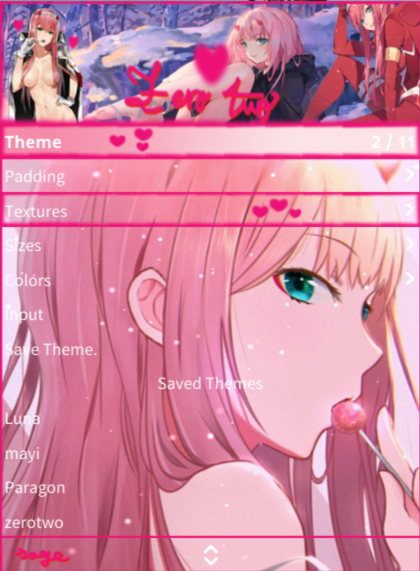 Zero two
Theme 2 / 11
Padding
Textures
Sizes
Colors
Input
Save Theme.
Saved Themes
Luna
mayi
Paragon
zerotwo